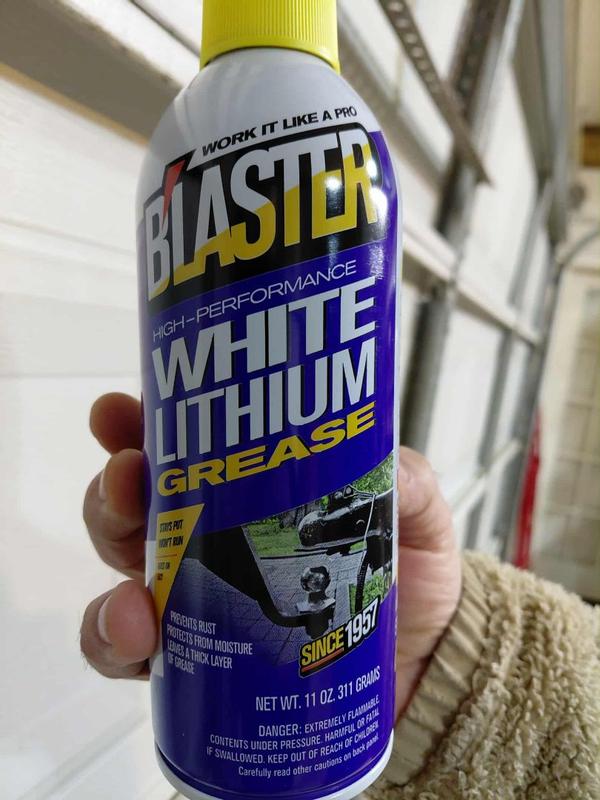 WORK IT LIKE A PRO
B'LASTER
HIGH-PERFORMANCE
WHITE
LITHIUM
GREASE
STAYS PUT
WON'T RUN
PREVENTS RUST
PROTECTS FROM MOISTURE
LEAVES A THICK LAYER
OF GREASE
SINCE 1957
NET WT. 11 OZ. 311 GRAMS
DANGER: EXTREMELY FLAMMABLE.
CONTENTS UNDER PRESSURE. HARMFUL OR FATAL
IF SWALLOWED. KEEP OUT OF REACH OF CHILDREN.
Carefully read other cautions on back panel.